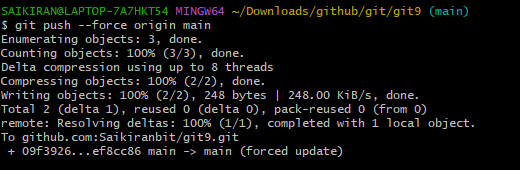 SAIKIRAN@LAPTOP-7A7HKT54 MINGW64 ~/Downloads/github/git/git9 (main)
$ git push --force origin main
Enumerating objects: 3, done.
Counting objects: 100% (3/3), done.
Delta compression using up to 8 threads
Compressing objects: 100% (2/2), done.
Writing objects: 100% (2/2), 248 bytes | 248.00 KiB/s, done.
Total 2 (delta 1), reused 0 (delta 0), pack-reused 0 (from 0)
remote: Resolving deltas: 100% (1/1), completed with 1 local object.
To github.com:Saikiranbit/git9.git
 + 09f3926...ef8cc86 main -> main (forced update)